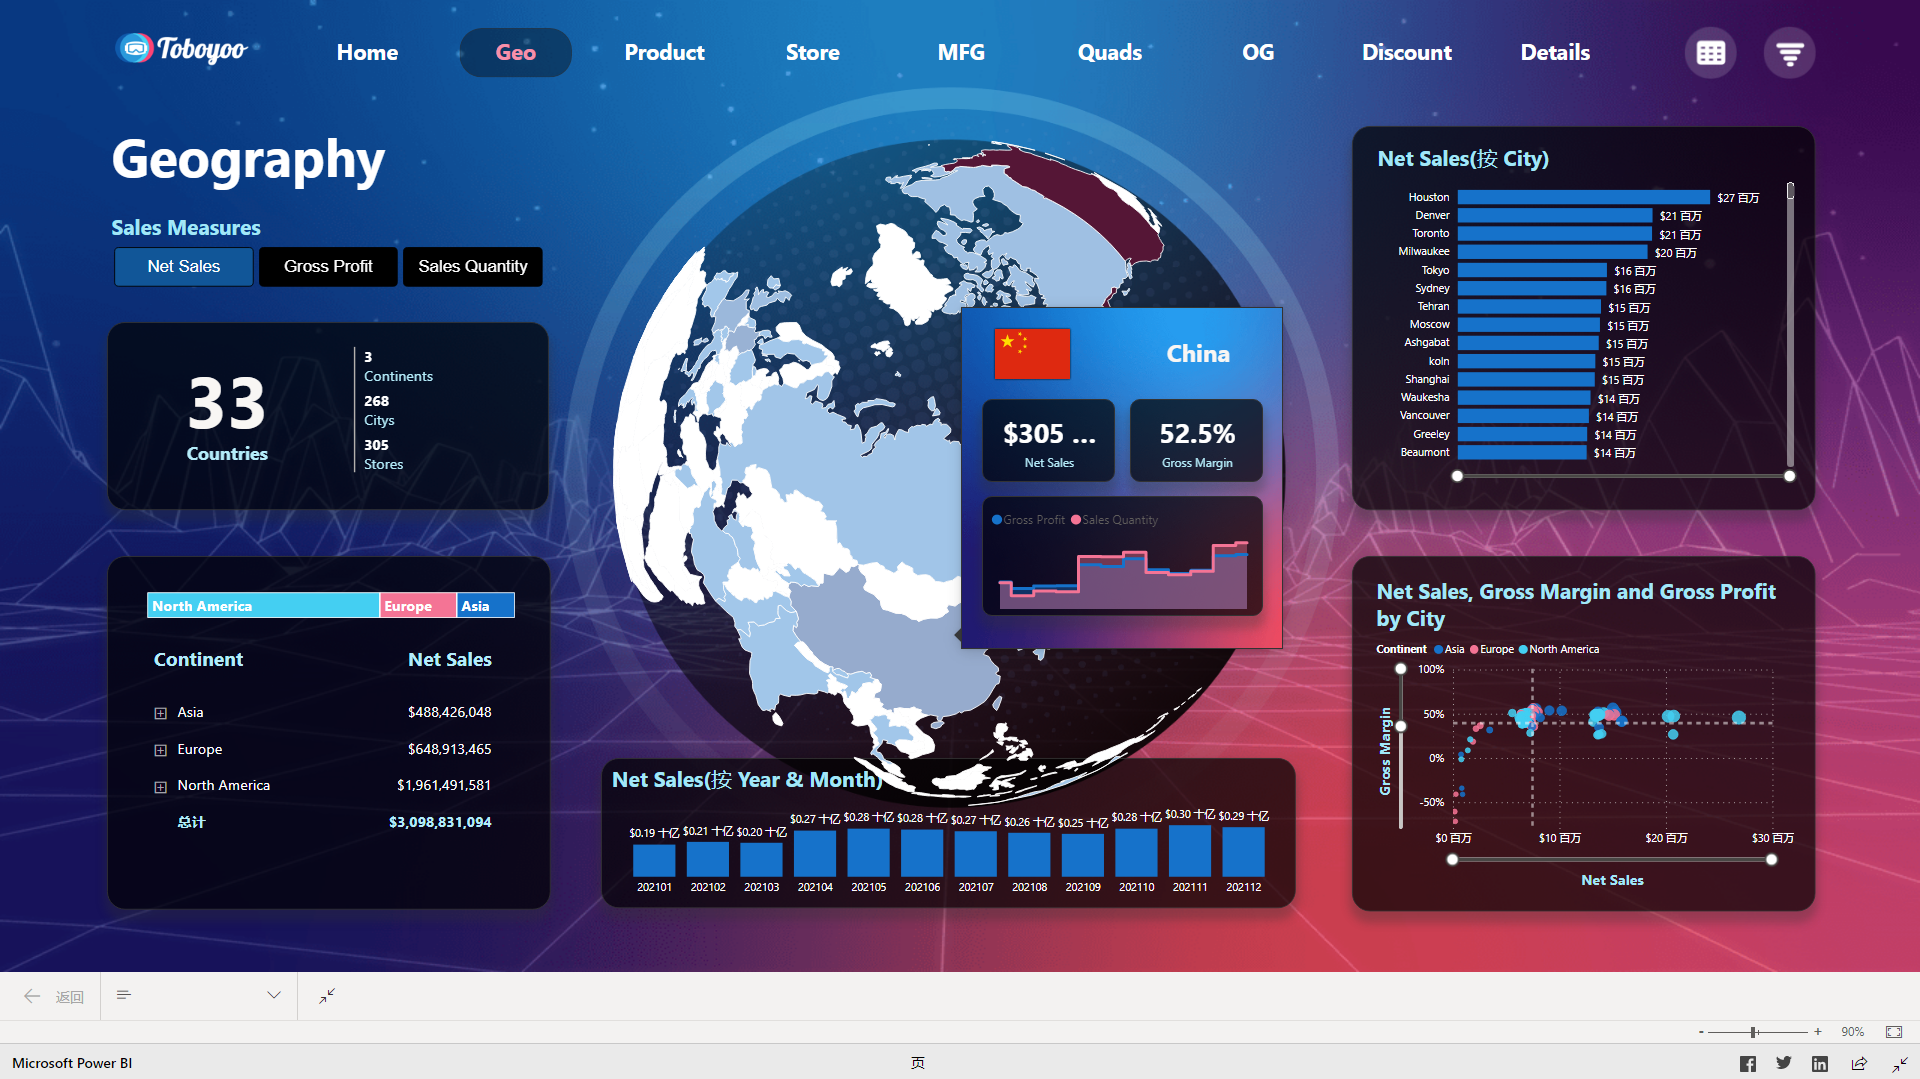 Toboyoo
Home
Geo
Product
Store
MFG
Quads
OG
Discount
Details
Geography
Sales Measures
Net Sales
Gross Profit
Sales Quantity
33
Countries
3
Continents
268
Citys
305
Stores
North America
Europe
Asia
Continent
Net Sales
Asia
$488,426,048
Europe
$648,913,465
North America
$1,961,491,581
总计
$3,098,831,094
China
$305 ...
Net Sales
52.5%
Gross Margin
Gross Profit
Sales Quantity
Net Sales(按 Year & Month)
$0.19 十亿
$0.21 十亿
$0.20 十亿
$0.27 十亿
$0.28 十亿
$0.28 十亿
$0.27 十亿
$0.26 十亿
$0.25 十亿
$0.28 十亿
$0.30 十亿
$0.29 十亿
202101
202102
202103
202104
202105
202106
202107
202108
202109
202110
202111
202112
Net Sales(按 City)
Houston
$27 百万
Denver
$21 百万
Toronto
$21 百万
Milwaukee
$20 百万
Tokyo
$16 百万
Sydney
$16 百万
Tehran
$15 百万
Moscow
$15 百万
Ashgabat
$15 百万
koln
$15 百万
Shanghai
$15 百万
Waukesha
$14 百万
Vancouver
$14 百万
Greeley
$14 百万
Beaumont
$14 百万
Net Sales, Gross Margin and Gross Profit
by City
Continent
Asia
Europe
North America
100%
50%
0%
-50%
Gross Margin
$0 百万
$10 百万
$20 百万
$30 百万
Net Sales
返回
-
+
90%
Microsoft Power BI
页